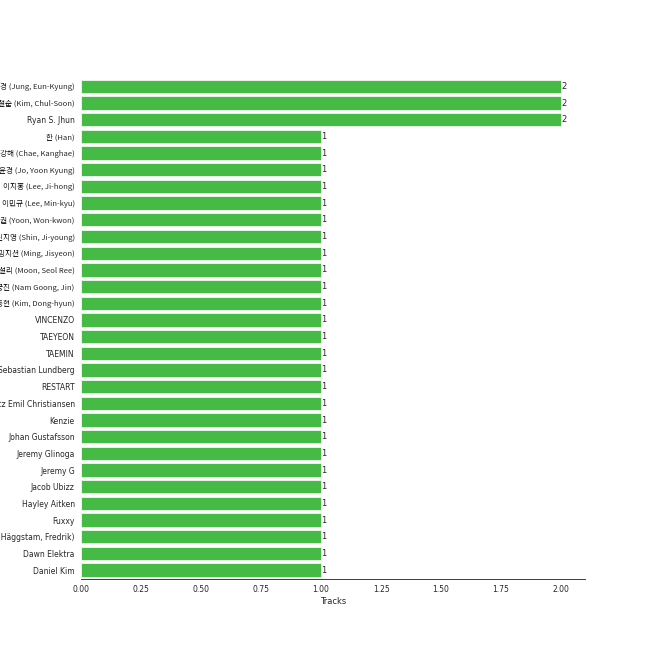 경 (Jung, Eun-Kyung) 2
철순 (Kim, Chul-Soon) 2
Ryan S. Jhun 2
한 (Han) 1
강해 (Chae, Kanghae) 1
윤경 (Jo, Yoon Kyung) 1
이지홍 (Lee, Ji-hong) 1
이민규 (Lee, Min-kyu) 1
권 (Yoon, Won-kwon) 1
신지영 (Shin, Ji-young) 1
밍지션 (Ming, Jisyeon) 1
설리 (Moon, Seol Ree) 1
궁진 (Nam Goong, Jin) 1
동현 (Kim, Dong-hyun) 1
VINCENZO 1
TAEYEON 1
TAEMIN 1
Sebastian Lundberg 1
RESTART 1
tz Emil Christiansen 1
Kenzie 1
Johan Gustafsson 1
Jeremy Glinoga 1
Jeremy G 1
Jacob Ubizz 1
Hayley Aitken 1
Fuxxy 1
Häggstam, Fredrik) 1
Dawn Elektra 1
Daniel Kim 1
0.00 0.25 0.50 0.75 1.00 1.25 1.50 1.75 2.00
Tracks